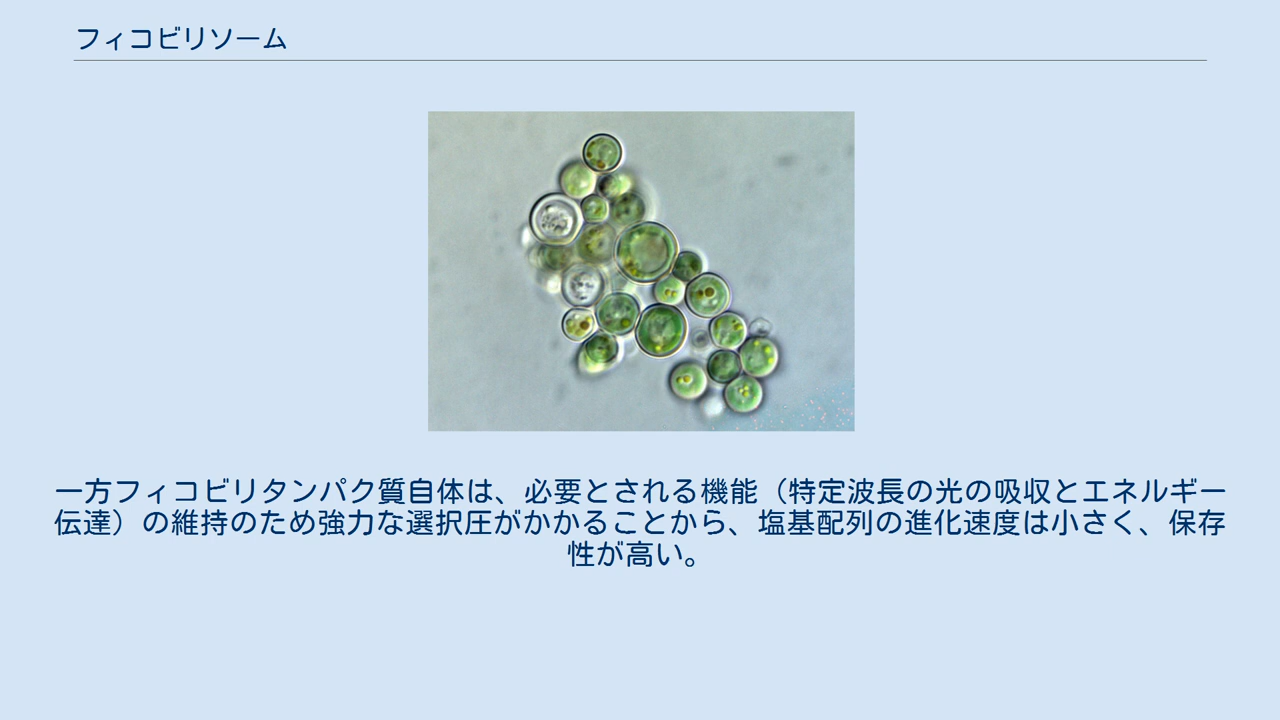 フィコビリソーム
一方フィコビリタンパク質自体は、必要とされる機能（特定波長の光の吸収とエネルギー
伝達）の維持のため強力な選択圧がかかることから、塩基配列の進化速度は小さく、保存
性が高い。